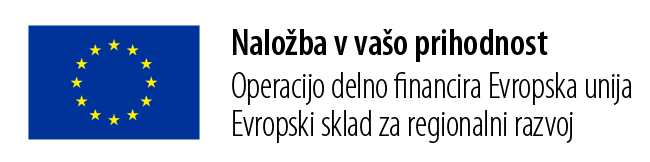 Naložba v vašo prihodnost
Operacijo delno financira Evropska unija
Evropski sklad za regionalni razvoj